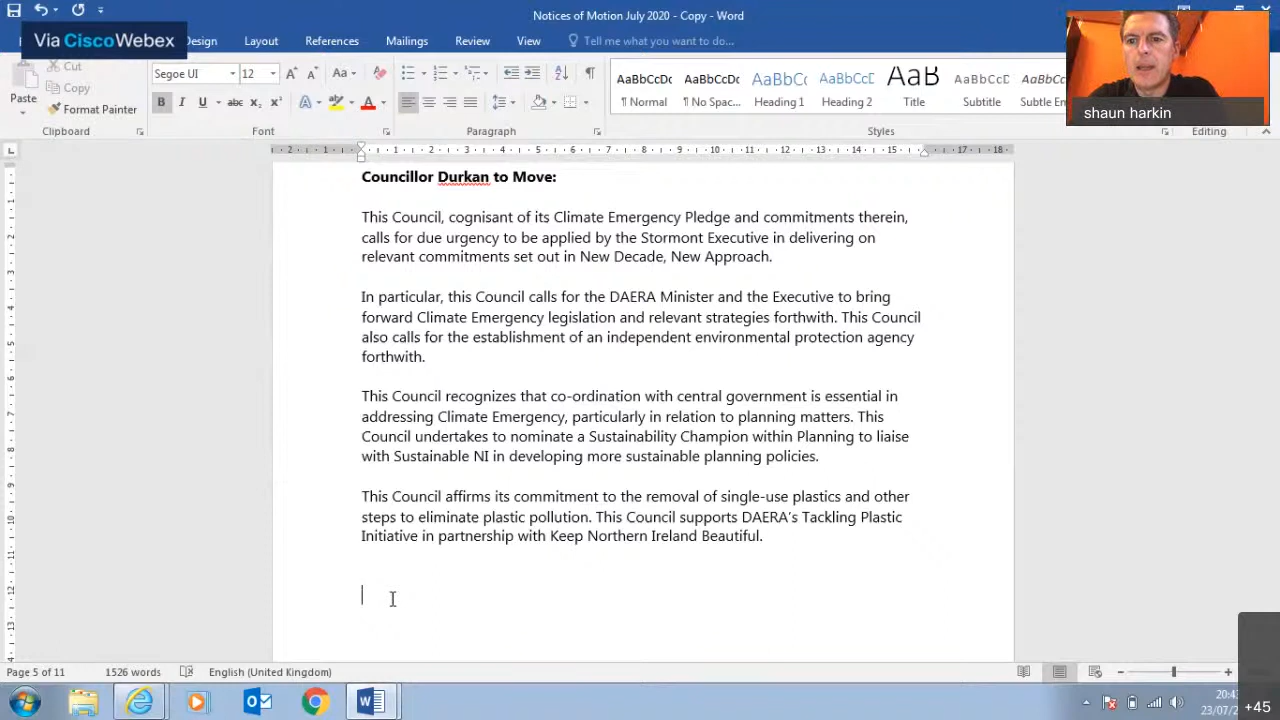 Notices of Motion July 2020 - Copy - Word
Via CiscoWebex
Design Layout References Mailings Review View Tell me what you want to do...
Cut
Copy
Paste
Format Painter
Segoe UI 12
AaBbCcDc AaBbCcDc AaBbCc AaBbCcD AaB AaBbCcD
¶ Normal ¶ No Spac... Heading 1 Heading 2 Title Subtitle Subtle Em
Clipboard Font Paragraph Styles Editing
shaun harkin
Councillor Durkan to Move:
This Council, cognisant of its Climate Emergency Pledge and commitments therein,
calls for due urgency to be applied by the Stormont Executive in delivering on
relevant commitments set out in New Decade, New Approach.
In particular, this Council calls for the DAERA Minister and the Executive to bring
forward Climate Emergency legislation and relevant strategies forthwith. This Council
also calls for the establishment of an independent environmental protection agency
forthwith.
This Council recognizes that co-ordination with central government is essential in
addressing Climate Emergency, particularly in relation to planning matters. This
Council undertakes to nominate a Sustainability Champion within Planning to liaise
with Sustainable NI in developing more sustainable planning policies.
This Council affirms its commitment to the removal of single-use plastics and other
steps to eliminate plastic pollution. This Council supports DAERA's Tackling Plastic
Initiative in partnership with Keep Northern Ireland Beautiful.
Page 5 of 11 1526 words English (United Kingdom)
+45